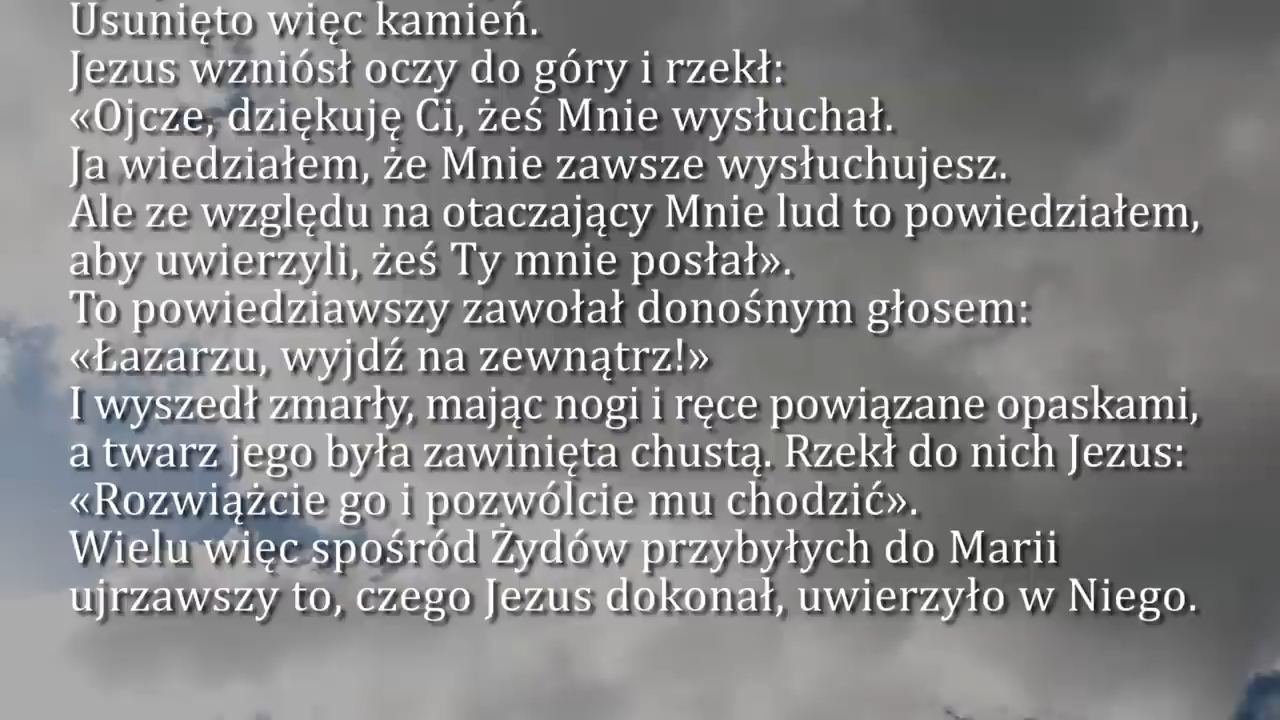 Usunięto więc kamień.
Jezus wzniósł oczy do góry i rzekł:
«Ojcze, dziękuję Ci, żeś Mnie wysłuchał.
Ja wiedziałem, że Mnie zawsze wysłuchujesz.
Ale ze względu na otaczający Mnie lud to powiedziałem,
aby uwierzyli, żeś Ty mnie posłał».
To powiedziawszy zawołał donośnym głosem:
«Łazarzu, wyjdź na zewnątrz!»
I wyszedł zmarły, mając nogi i ręce powiązane opaskami,
a twarz jego była zawinięta chustą. Rzekł do nich Jezus:
«Rozwiążcie go i pozwólcie mu chodzić».
Wielu więc spośród Żydów przybyłych do Marii
ujrzawszy to, czego Jezus dokonał, uwierzyło w Niego.